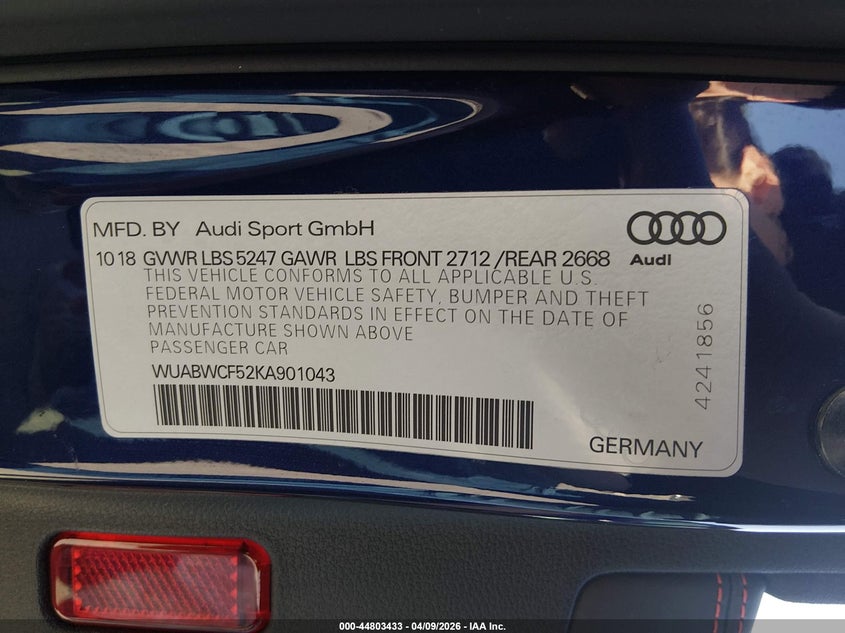 MFD. BY Audi Sport GmbH
Audi
10 18 GVWR LBS 5247 GAWR LBS FRONT 2712 /REAR 2668
THIS VEHICLE CONFORMS TO ALL APPLICABLE U.S.
FEDERAL MOTOR VEHICLE SAFETY, BUMPER AND THEFT
PREVENTION STANDARDS IN EFFECT ON THE DATE OF
MANUFACTURE SHOWN ABOVE
PASSENGER CAR
WUABWCF52KA901043
4241856
GERMANY
000-44803433 - 04/09/2026 - IAA Inc.